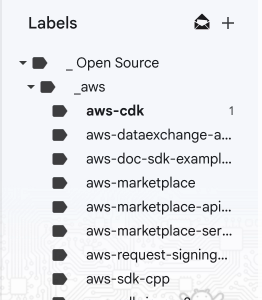 Labels
_ Open Source
_aws
aws-cdk 1
aws-dataexchange-a...
aws-doc-sdk-exampl...
aws-marketplace
aws-marketplace-api...
aws-marketplace-ser...
aws-request-signing...
aws-sdk-cpp